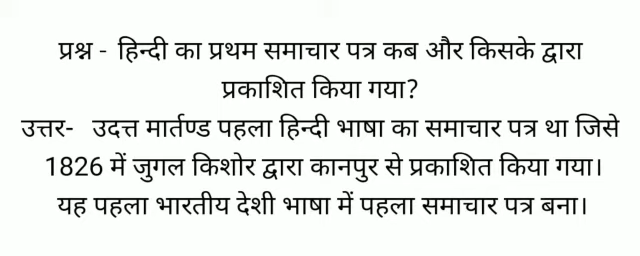 प्रश्न - हिन्दी का प्रथम समाचार पत्र कब और किसके द्वारा
प्रकाशित किया गया?
उत्तर- उदत्त मार्तण्ड पहला हिन्दी भाषा का समाचार पत्र था जिसे
1826 में जुगल किशोर द्वारा कानपुर से प्रकाशित किया गया।
यह पहला भारतीय देशी भाषा में पहला समाचार पत्र बना।